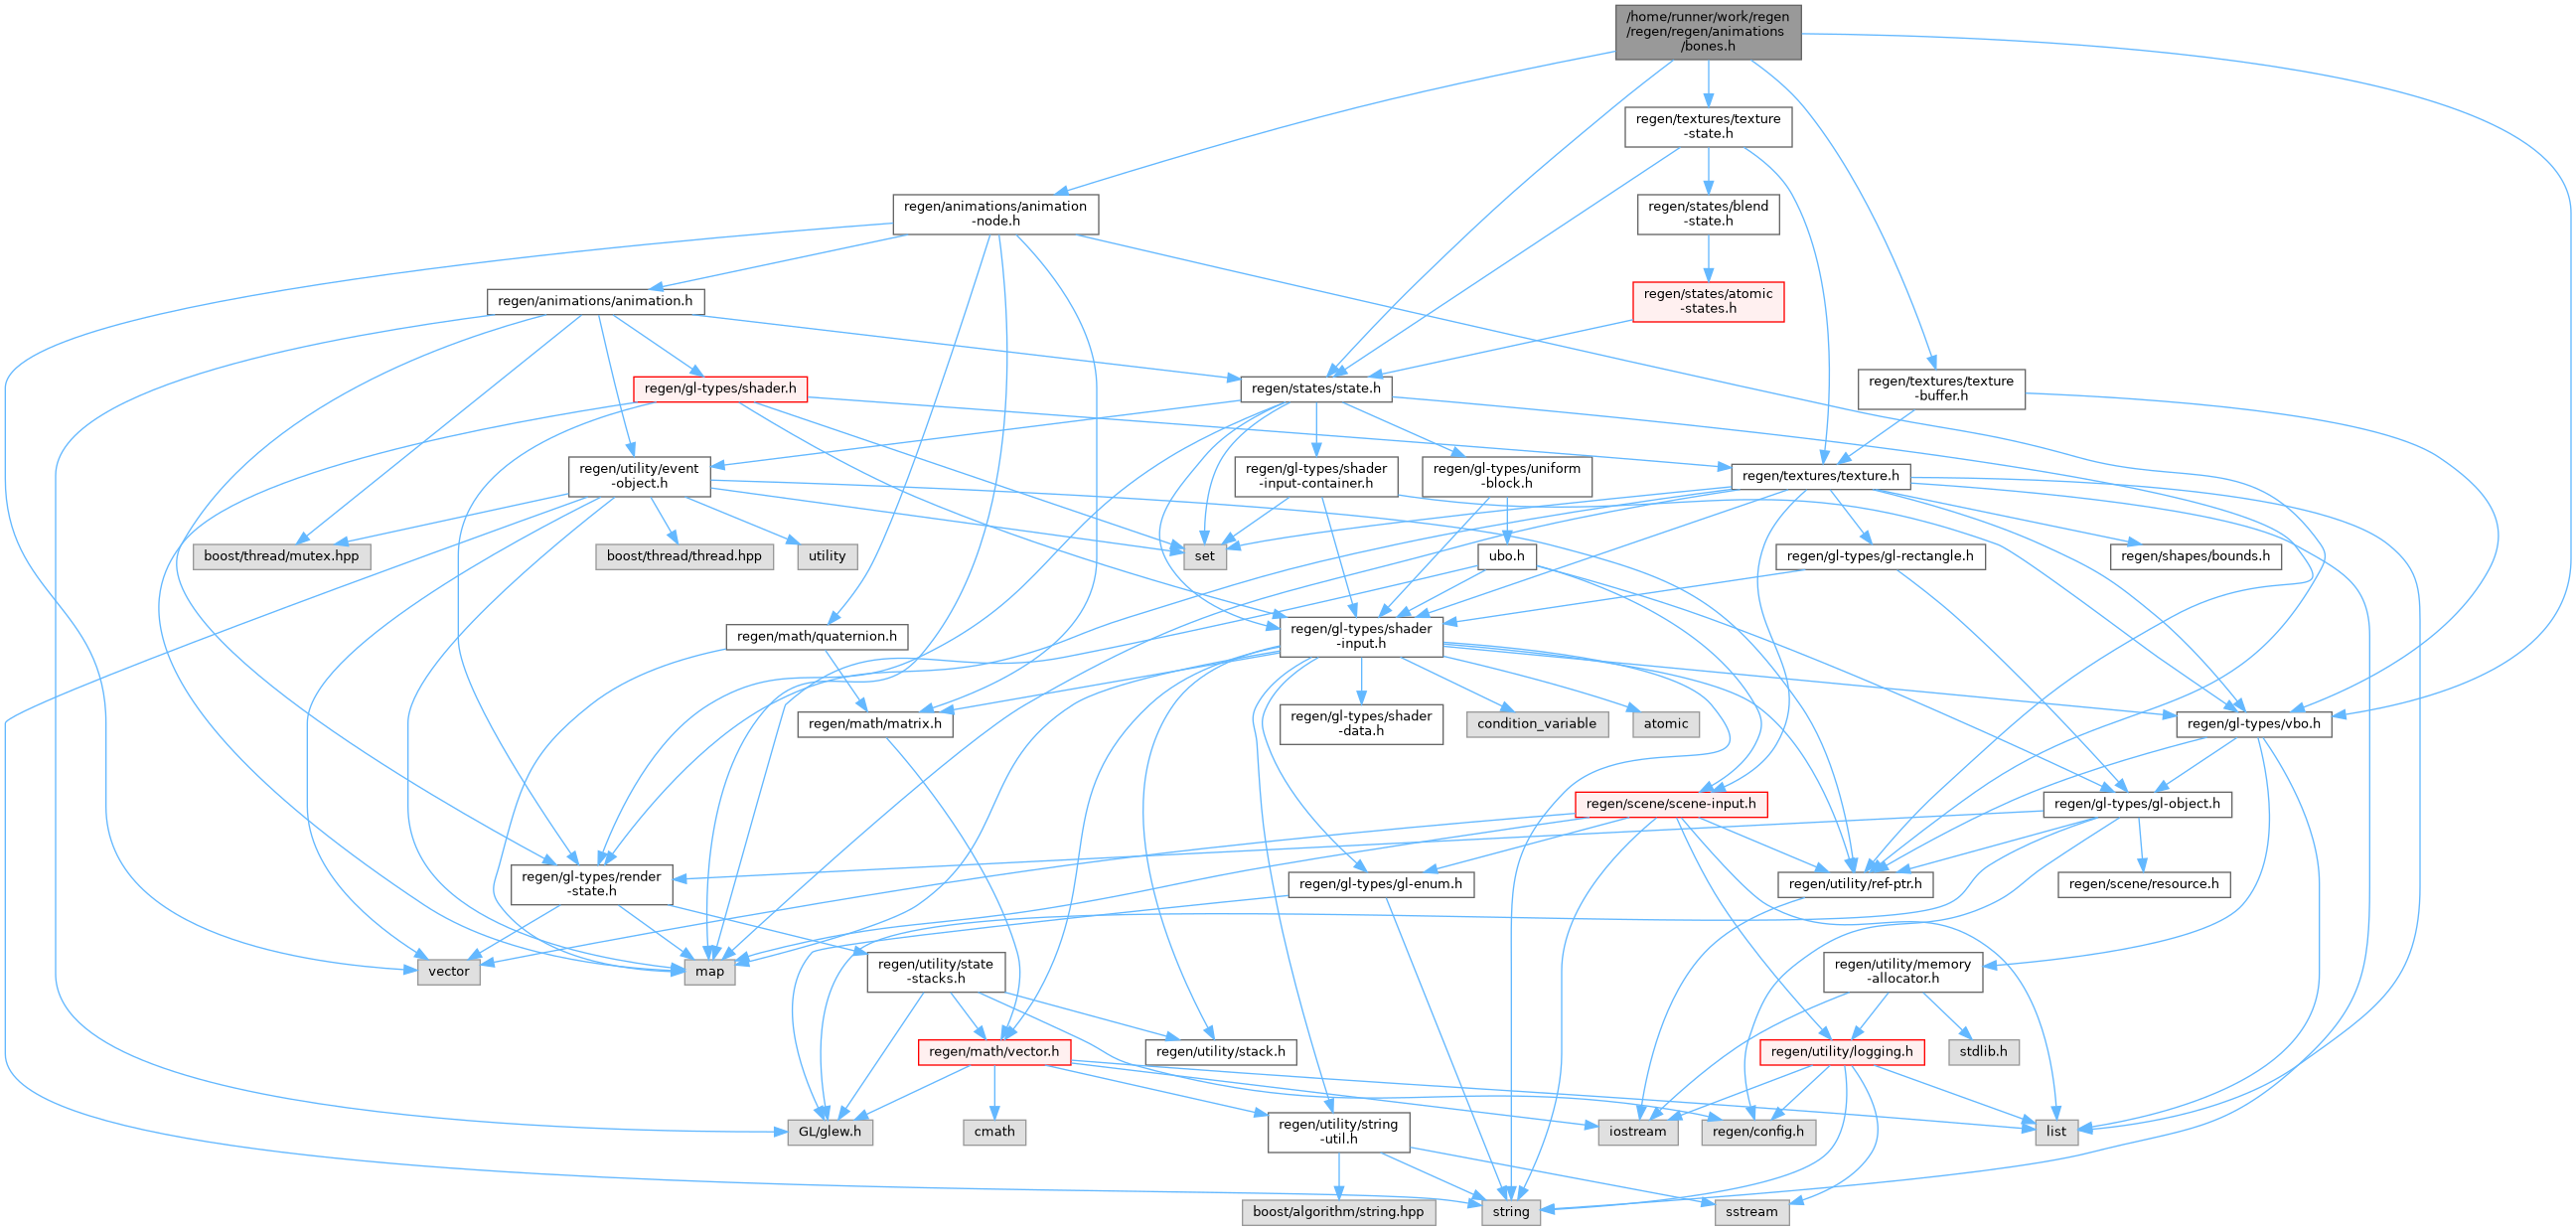 /home/runner/work/regen
/regen/regen/animations
/bones.h
regen/textures/texture
-state.h
regen/animations/animation
-node.h
regen/states/blend
-state.h
regen/animations/animation.h
regen/states/atomic
-states.h
regen/gl-types/shader.h
regen/states/state.h
regen/textures/texture
-buffer.h
regen/utility/event
-object.h
regen/gl-types/shader
-input-container.h
regen/gl-types/uniform
-block.h
regen/textures/texture.h
boost/thread/mutex.hpp
boost/thread/thread.hpp
utility
set
ubo.h
regen/gl-types/gl-rectangle.h
regen/shapes/bounds.h
regen/math/quaternion.h
regen/gl-types/shader
-input.h
regen/math/matrix.h
regen/gl-types/shader
-data.h
condition_variable
atomic
regen/gl-types/vbo.h
regen/scene/scene-input.h
regen/gl-types/gl-object.h
regen/gl-types/render
-state.h
regen/gl-types/gl-enum.h
regen/utility/ref-ptr.h
regen/scene/resource.h
vector
map
regen/utility/state
-stacks.h
regen/utility/memory
-allocator.h
regen/math/vector.h
regen/utility/stack.h
regen/utility/logging.h
stdlib.h
GL/glew.h
cmath
regen/utility/string
-util.h
iostream
regen/config.h
list
boost/algorithm/string.hpp
string
sstream